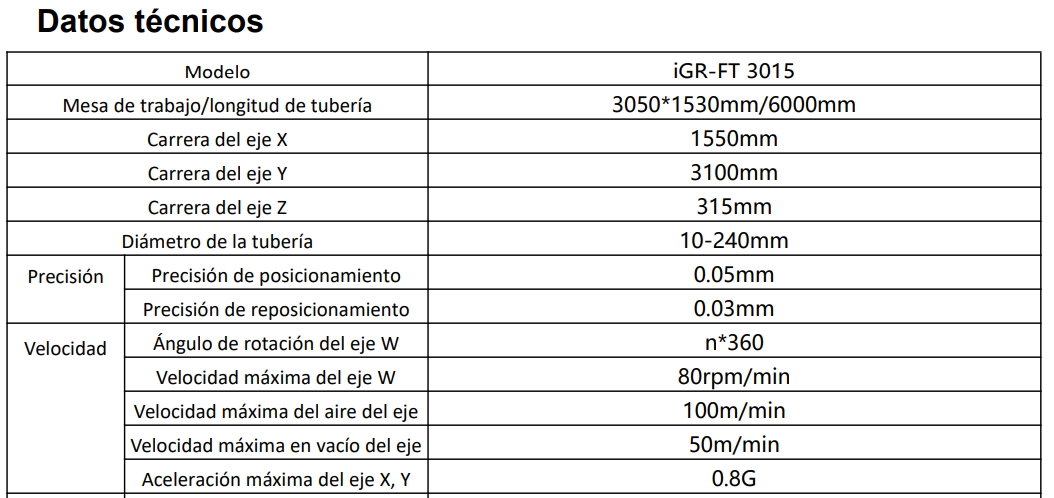 Datos técnicos
Modelo iGR-FT 3015
Mesa de trabajo/longitud de tubería 3050*1530mm/6000mm
Carrera del eje X 1550mm
Carrera del eje Y 3100mm
Carrera del eje Z 315mm
Diámetro de la tubería 10-240mm
Precisión Precisión de posicionamiento 0.05mm
Precisión de reposicionamiento 0.03mm
Velocidad Ángulo de rotación del eje W n*360
Velocidad máxima del eje W 80rpm/min
Velocidad máxima del aire del eje 100m/min
Velocidad máxima en vacío del eje 50m/min
Aceleración máxima del eje X, Y 0.8G